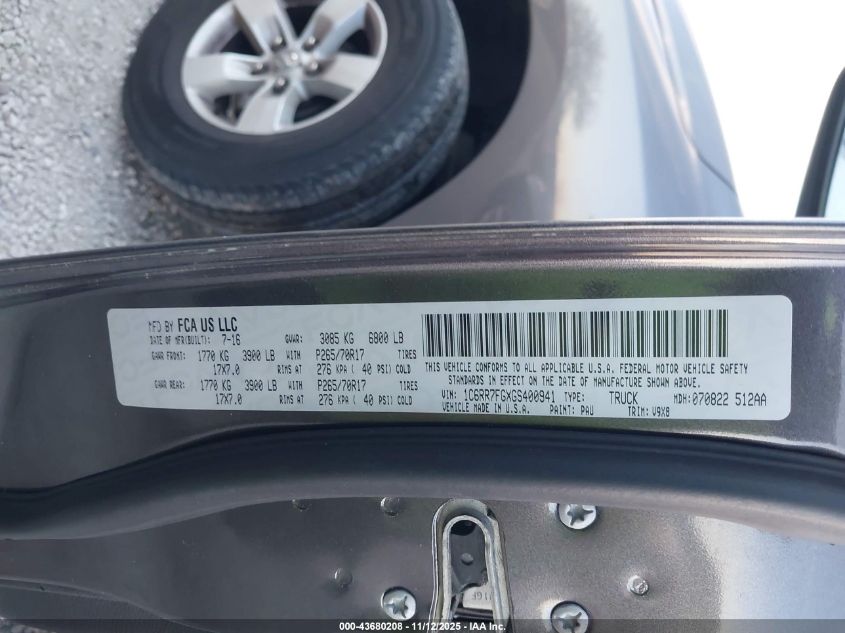 MFD BY FCA US LLC
DATE OF MFR(BUILT): 7-16 GVWR: 3085 KG 6800 LB
GAWR FRONT: 1770 KG 3900 LB WITH P265/70R17 TIRES
17X7.0 RIMS AT 276 KPA ( 40 PSI) COLD
GAWR REAR: 1770 KG 3900 LB WITH P265/70R17 TIRES
17X7.0 RIMS AT 276 KPA ( 40 PSI) COLD
THIS VEHICLE CONFORMS TO ALL APPLICABLE U.S.A. FEDERAL MOTOR VEHICLE SAFETY
STANDARDS IN EFFECT ON THE DATE OF MANUFACTURE SHOWN ABOVE.
VIN: 1C6RR7FGXGS400941 TYPE: TRUCK MDH: 070822 512AA
VEHICLE MADE IN U.S.A. PAINT: PAU TRIM: V9X8
000-43680208 - 11/12/2025 - IAA Inc.